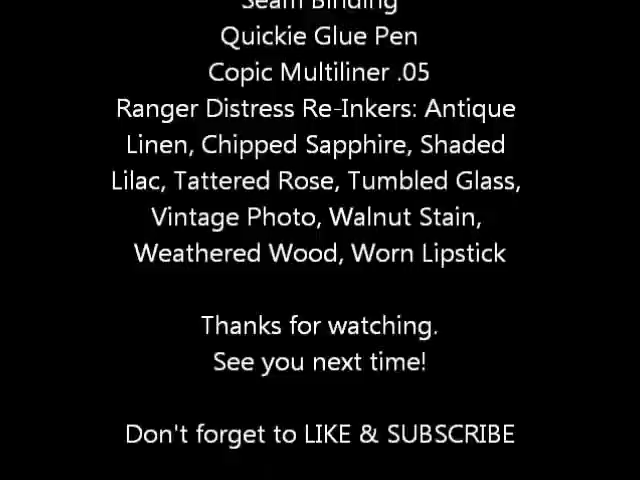 Seam Binding
Quickie Glue Pen
Copic Multiliner .05
Ranger Distress Re-Inkers: Antique
Linen, Chipped Sapphire, Shaded
Lilac, Tattered Rose, Tumbled Glass,
Vintage Photo, Walnut Stain,
Weathered Wood, Worn Lipstick
Thanks for watching.
See you next time!
Don't forget to LIKE & SUBSCRIBE